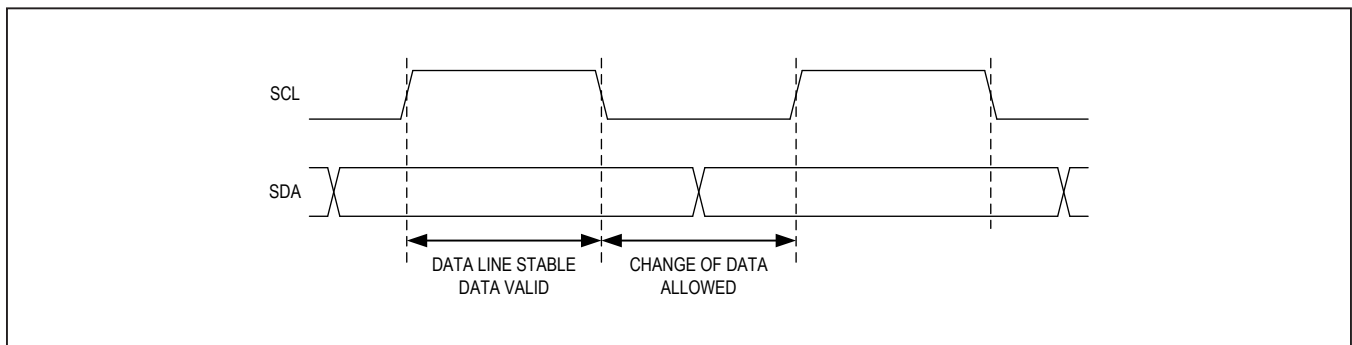 SCL
SDA
DATA LINE STABLE
DATA VALID
CHANGE OF DATA
ALLOWED